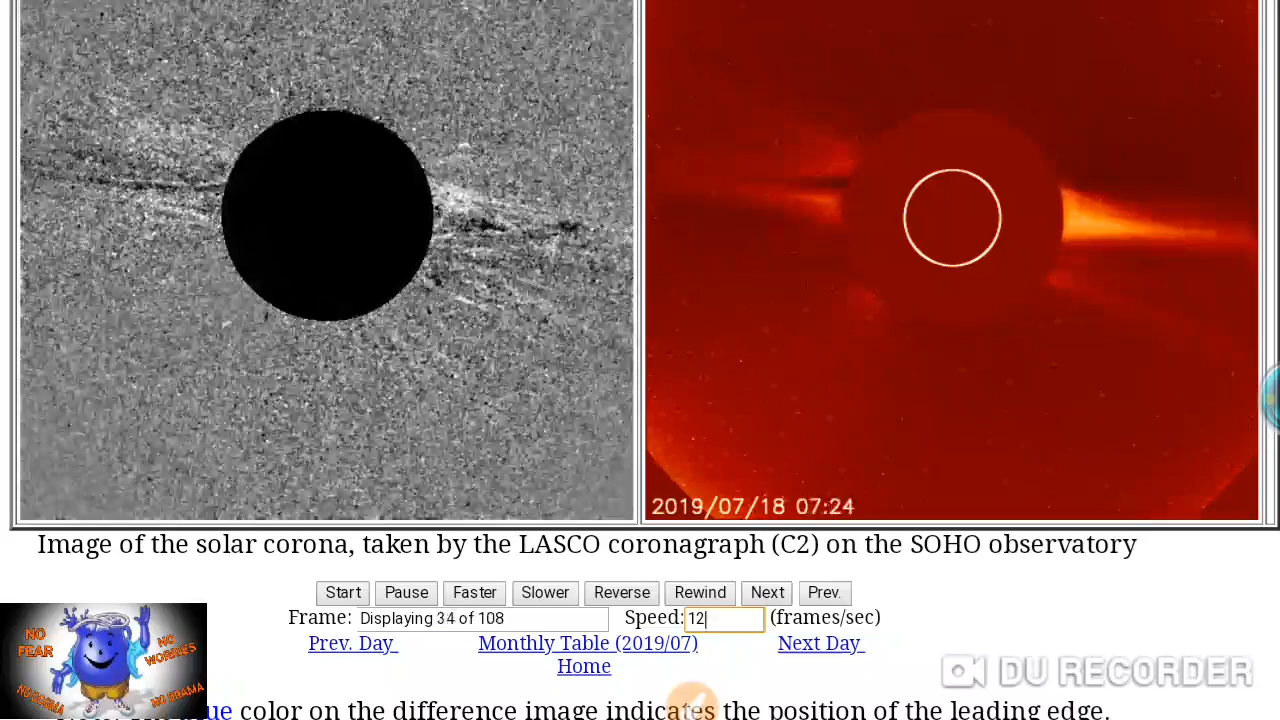 2019/07/18 07:24
Image of the solar corona, taken by the LASCO coronagraph (C2) on the SOHO observatory
Start Pause Faster Slower Reverse Rewind Next Prev.
Frame: Displaying 34 of 108 Speed: 12 (frames/sec)
Prev. Day Monthly Table (2019/07) Next Day
Home
NO FEAR
NO WORRIES
NO DRAMA
DU RECORDER
color on the difference image indicates the position of the leading edge.